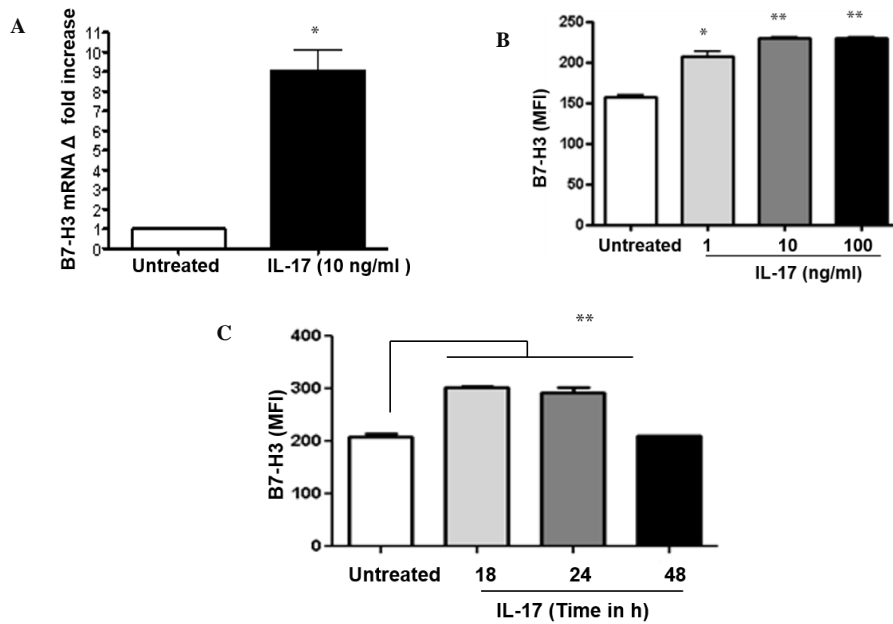 A
B7-H3 mRNA Δ fold increase
11
10
9
8
7
6
5
4
3
2
1
0
*
Untreated
IL-17 (10 ng/ml )
B
B7-H3 (MFI)
250
200
150
100
50
0
*
**
**
Untreated
1
10
100
IL-17 (ng/ml)
C
B7-H3 (MFI)
400
300
200
100
0
**
Untreated
18
24
48
IL-17 (Time in h)